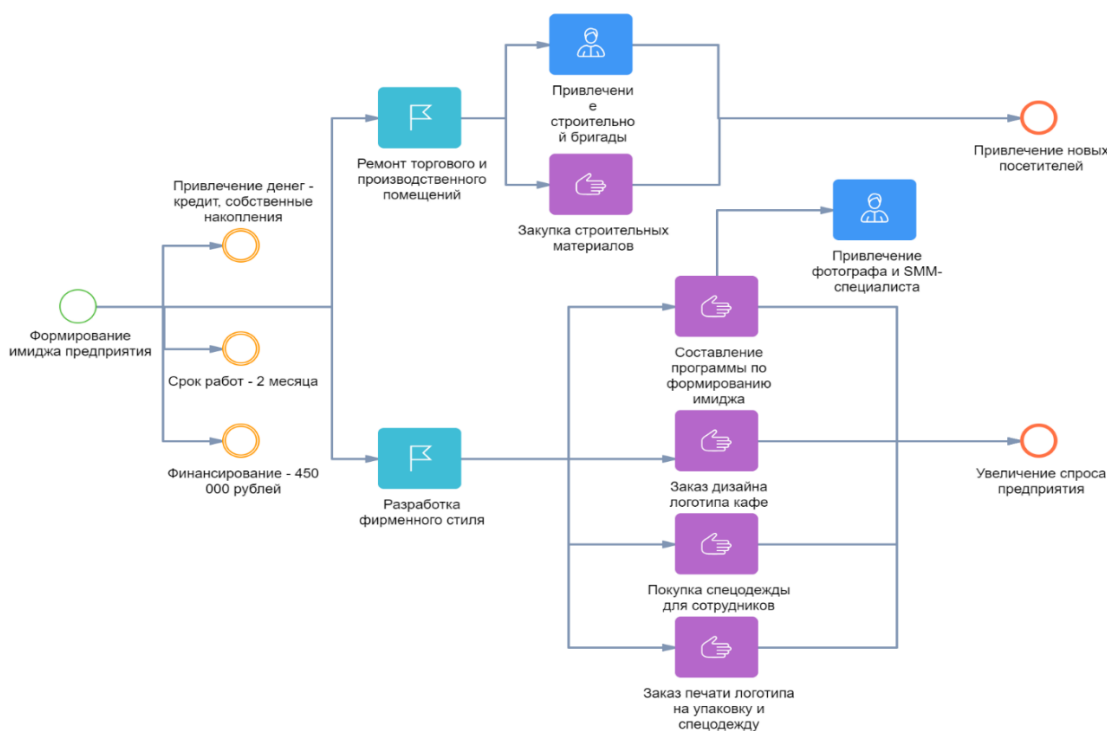 Привлечени
е
строительно
й бригады
Ремонт торгового и
производственного
помещений
Закупка строительных
материалов
Привлечение новых
посетителей
Привлечение денег -
кредит, собственные
накопления
Привлечение
фотографа и SMM-
специалиста
Формирование
имиджа предприятия
Срок работ - 2 месяца
Составление
программы по
формированию
имиджа
Финансирование - 450
000 рублей
Разработка
фирменного стиля
Заказ дизайна
логотипа кафе
Увеличение спроса
предприятия
Покупка спецодежды
для сотрудников
Заказ печати логотипа
на упаковку и
спецодежду